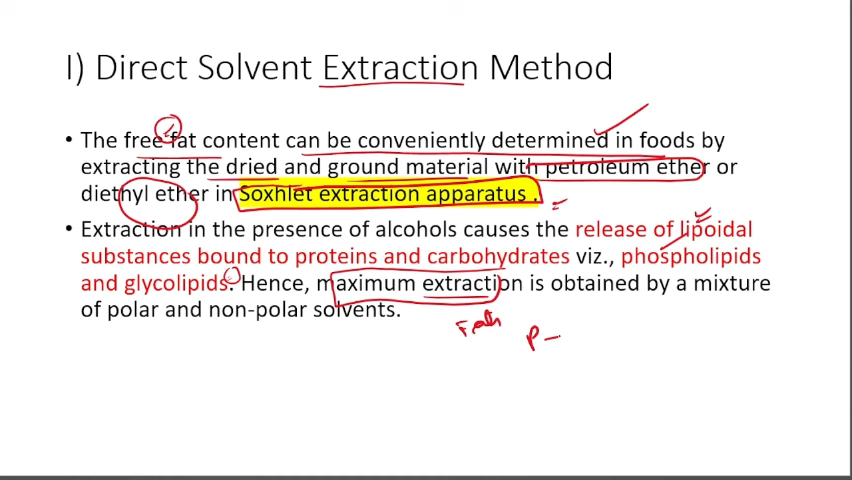 I) Direct Solvent Extraction Method
• The free fat content can be conveniently determined in foods by
extracting the dried and ground material with petroleum ether or
diethyl ether in Soxhlet extraction apparatus .
• Extraction in the presence of alcohols causes the release of lipoidal
substances bound to proteins and carbohydrates viz., phospholipids
and glycolipids. Hence, maximum extraction is obtained by a mixture
of polar and non-polar solvents.
P -